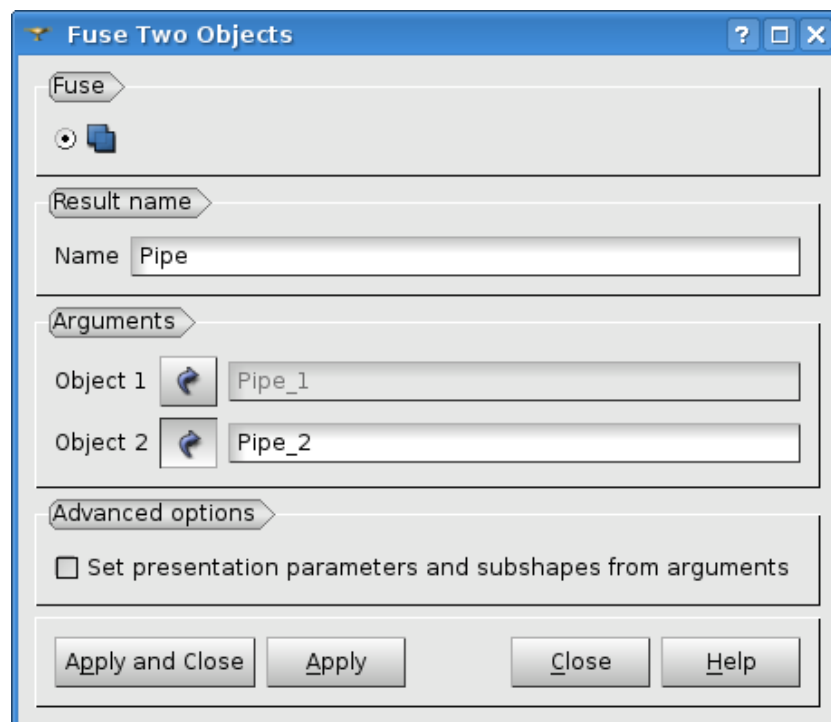 Fuse Two Objects
Fuse
Result name
Name Pipe
Arguments
Object 1 Pipe_1
Object 2 Pipe_2
Advanced options
Set presentation parameters and subshapes from arguments
Apply and Close Apply Close Help